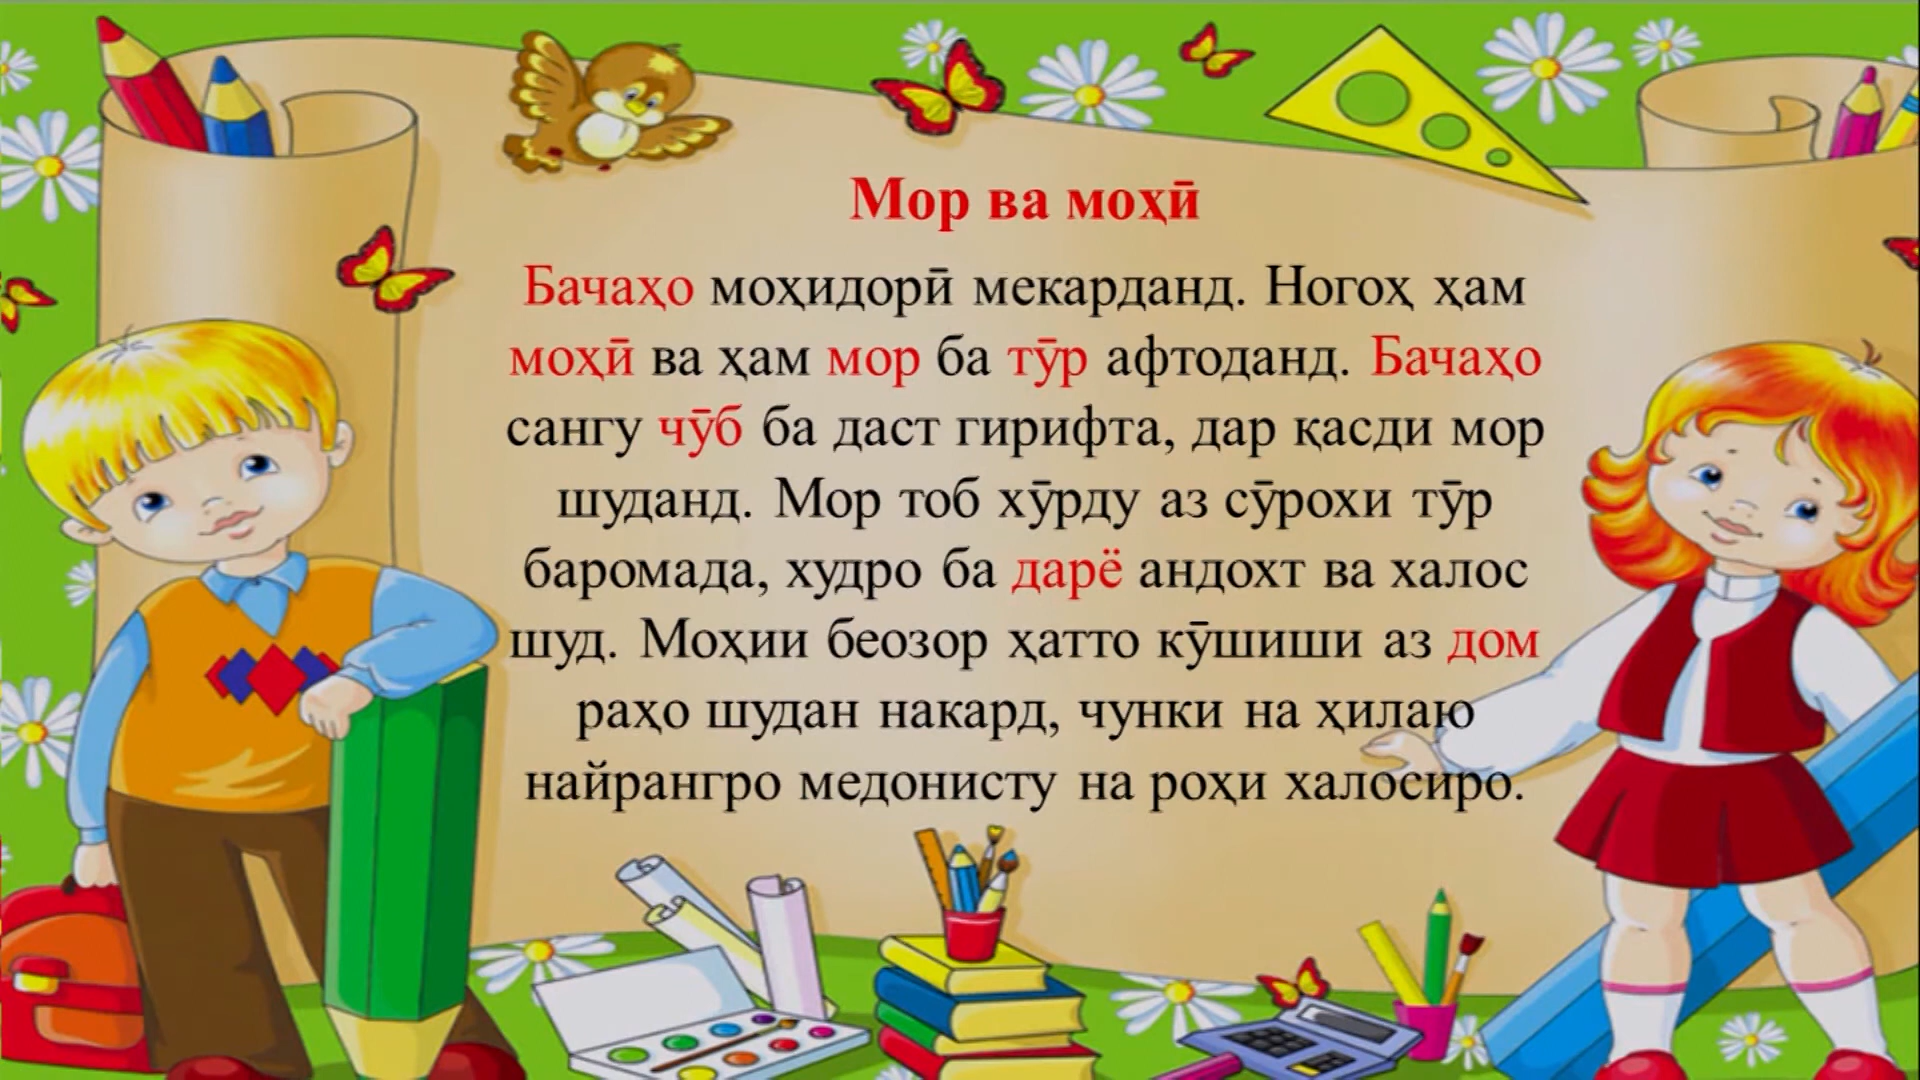 Мор ва моҳӣ
Бачаҳо моҳидорӣ мекарданд. Ногоҳ ҳам
моҳӣ ва ҳам мор ба тӯр афтоданд. Бачаҳо
сангу чӯб ба даст гирифта, дар қасди мор
шуданд. Мор тоб хӯрду аз сӯрохи тӯр
баромада, худро ба дарё андохт ва халос
шуд. Моҳии беозор ҳатто кӯшиши аз дом
раҳо шудан накард, чунки на ҳилаю
найрангро медонисту на роҳи халосиро.